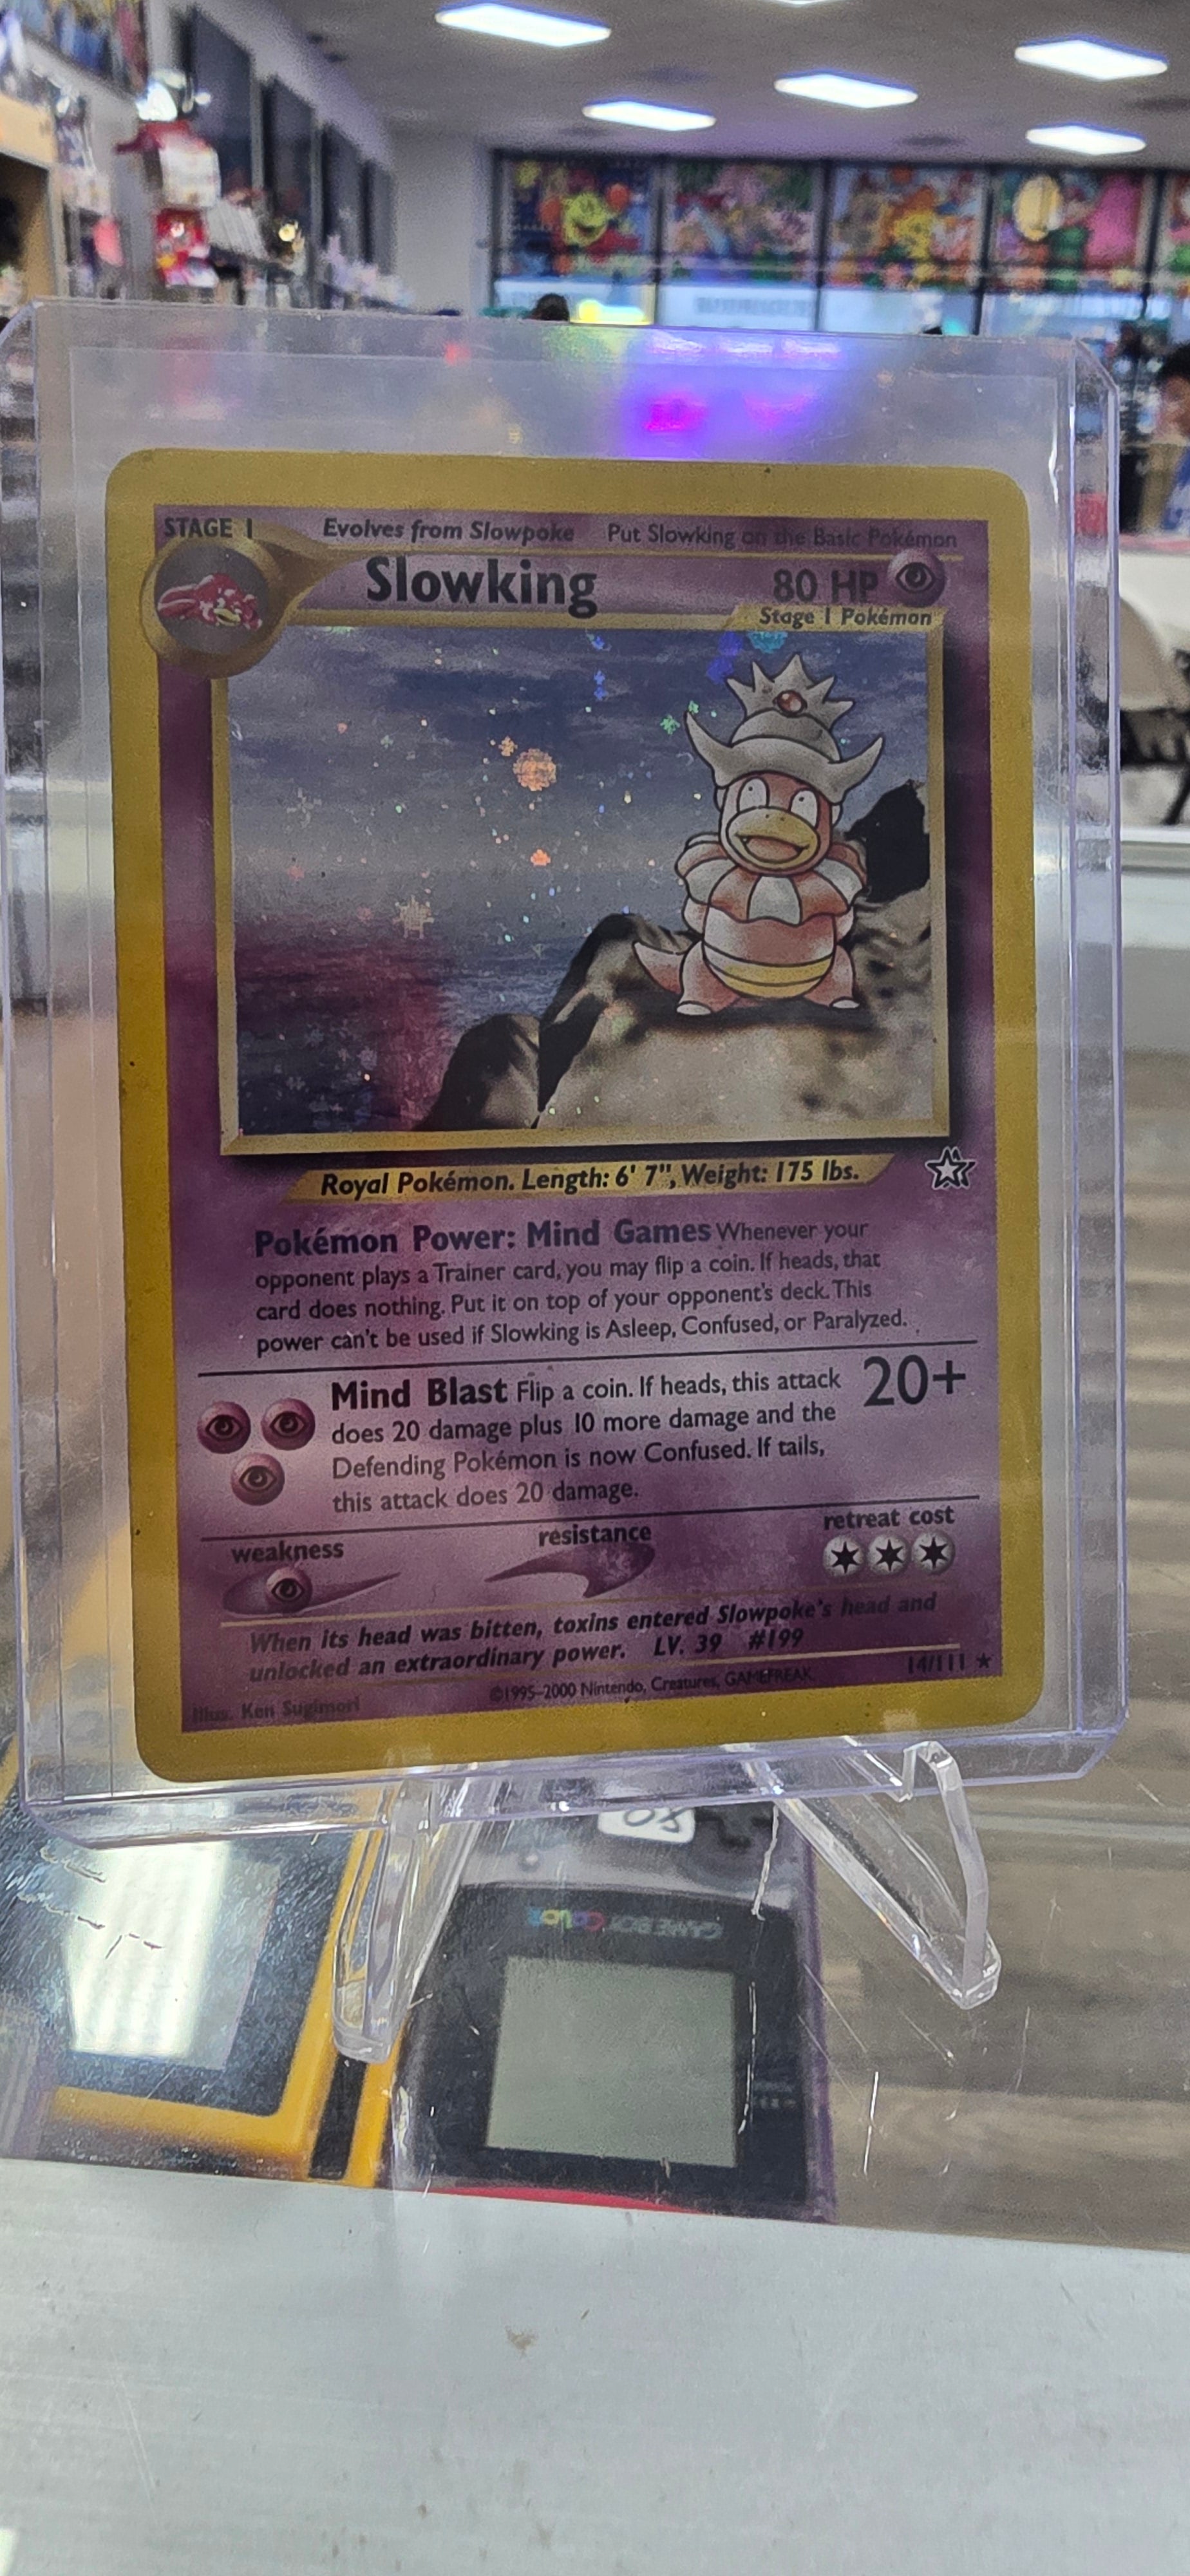 STAGE 1 Evolves from Slowpoke Put Slowking on the Basic Pokémon
Slowking 80 HP
Stage 1 Pokémon
Royal Pokémon. Length: 6' 7", Weight: 175 lbs.
Pokémon Power: Mind Games Whenever your
opponent plays a Trainer card, you may flip a coin. If heads, that
card does nothing. Put it on top of your opponent's deck. This
power can't be used if Slowking is Asleep, Confused, or Paralyzed.
Mind Blast Flip a coin. If heads, this attack 20+
does 20 damage plus 10 more damage and the
Defending Pokémon is now Confused. If tails,
this attack does 20 damage.
weakness resistance retreat cost
When its head was bitten, toxins entered Slowpoke's head and
unlocked an extraordinary power. LV. 39 #199
14/111
Illus. Ken Sugimori ©1995-2000 Nintendo, Creatures, GAMEFREAK.
GAME BOY COLOR